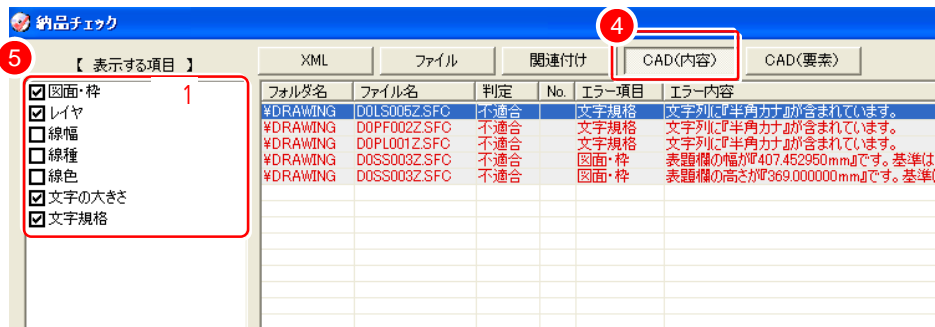 納品チェック
4
5
【 表示する項目 】
XML ファイル 関連付け CAD(内容) CAD(要素)
1
図面・枠
レイヤ
線幅
線種
線色
文字の大きさ
文字規格
フォルダ名 ファイル名 判定 No. エラー項目 エラー内容
¥DRAWING D0LS005Z.SFC 不適合 文字規格 文字列に『半角カナ』が含まれています。
¥DRAWING D0PF002Z.SFC 不適合 文字規格 文字列に『半角カナ』が含まれています。
¥DRAWING D0PL001Z.SFC 不適合 文字規格 文字列に『半角カナ』が含まれています。
¥DRAWING D0SS003Z.SFC 不適合 図面・枠 表題欄の幅が『407.452950mm』です。基準は
¥DRAWING D0SS003Z.SFC 不適合 図面・枠 表題欄の高さが『369.000000mm』です。基準